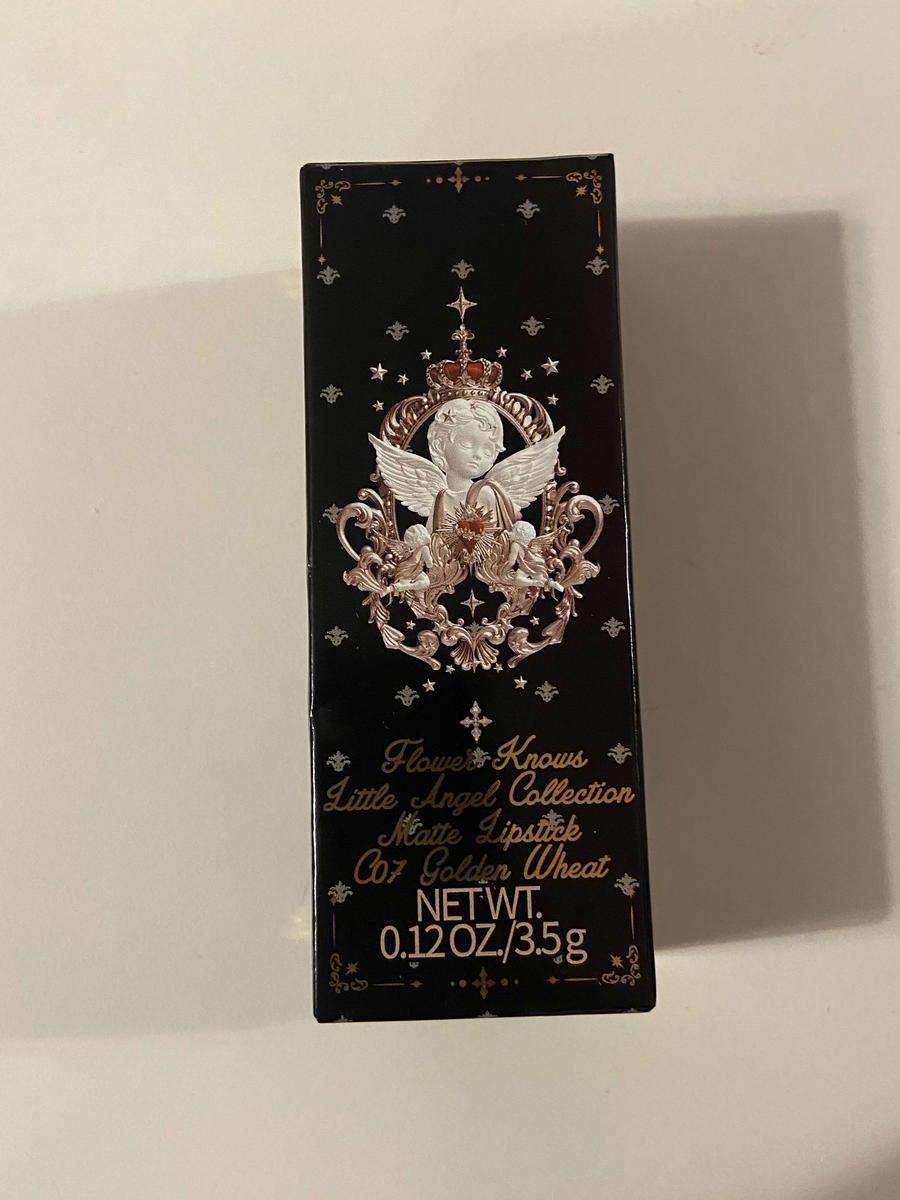 Flower Knows
Little Angel Collection
Matte Lipstick
C07 Golden Wheat
NET WT.
0.12 OZ./3.5g